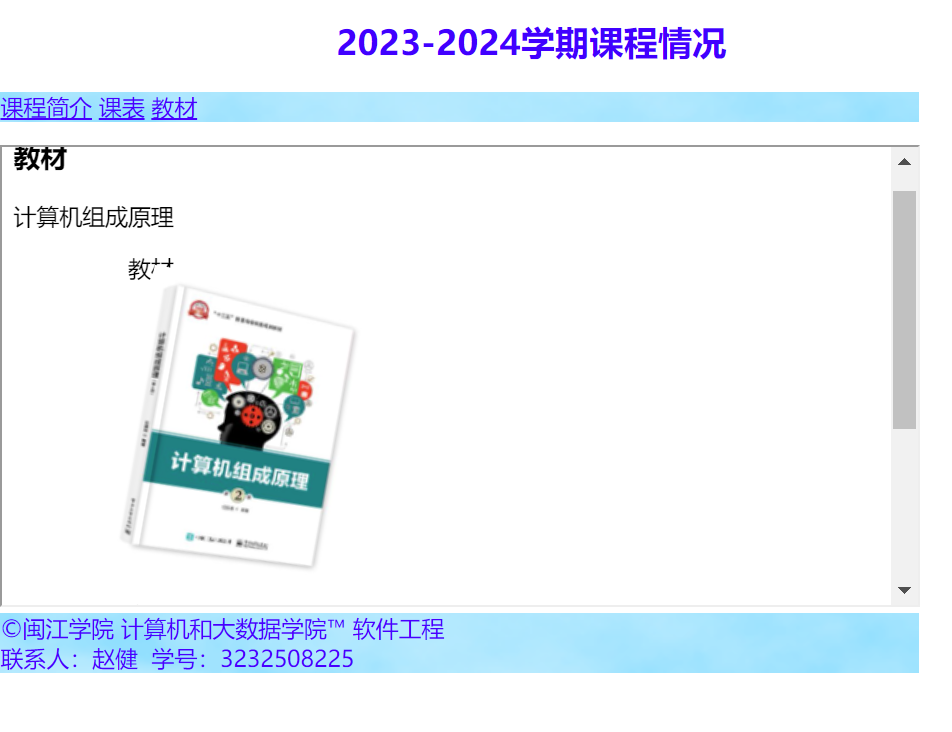 2023-2024学期课程情况
课程简介 课表 教材
教材
计算机组成原理
教材
计算机组成原理
2
©闽江学院 计算机和大数据学院™ 软件工程
联系人：赵健 学号：3232508225